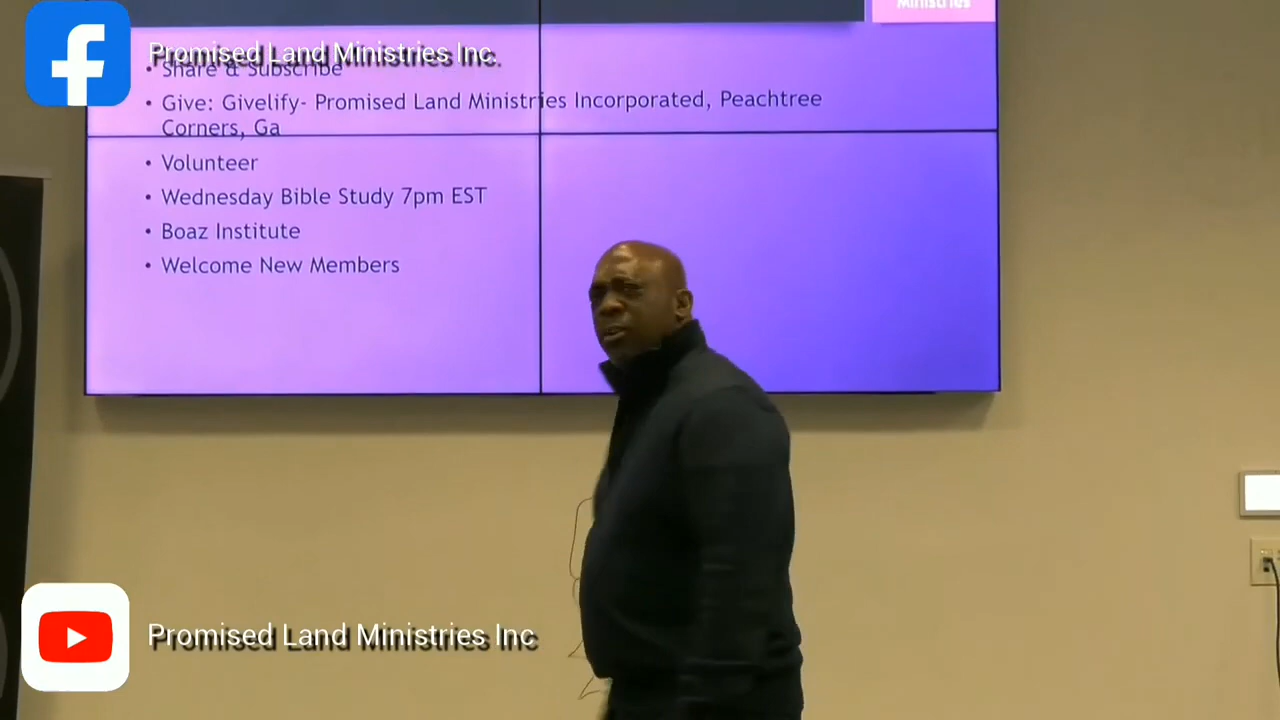 Ministries
Promised Land Ministries Inc.
• Share & Subscribe
• Give: Givelify- Promised Land Ministries Incorporated, Peachtree
Corners, Ga
• Volunteer
• Wednesday Bible Study 7pm EST
• Boaz Institute
• Welcome New Members
Promised Land Ministries Inc